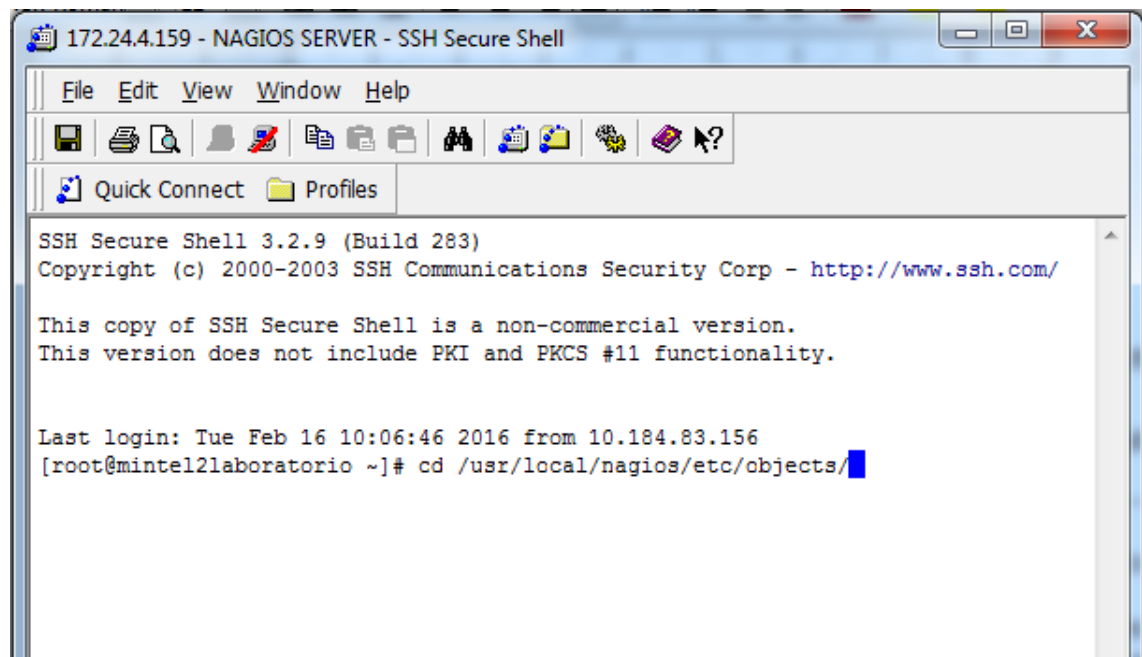 172.24.4.159 - NAGIOS SERVER - SSH Secure Shell
File Edit View Window Help
Quick Connect Profiles
SSH Secure Shell 3.2.9 (Build 283)
Copyright (c) 2000-2003 SSH Communications Security Corp - http://www.ssh.com/
This copy of SSH Secure Shell is a non-commercial version.
This version does not include PKI and PKCS #11 functionality.
Last login: Tue Feb 16 10:06:46 2016 from 10.184.83.156
[root@mintel2laboratorio ~]# cd /usr/local/nagios/etc/objects/